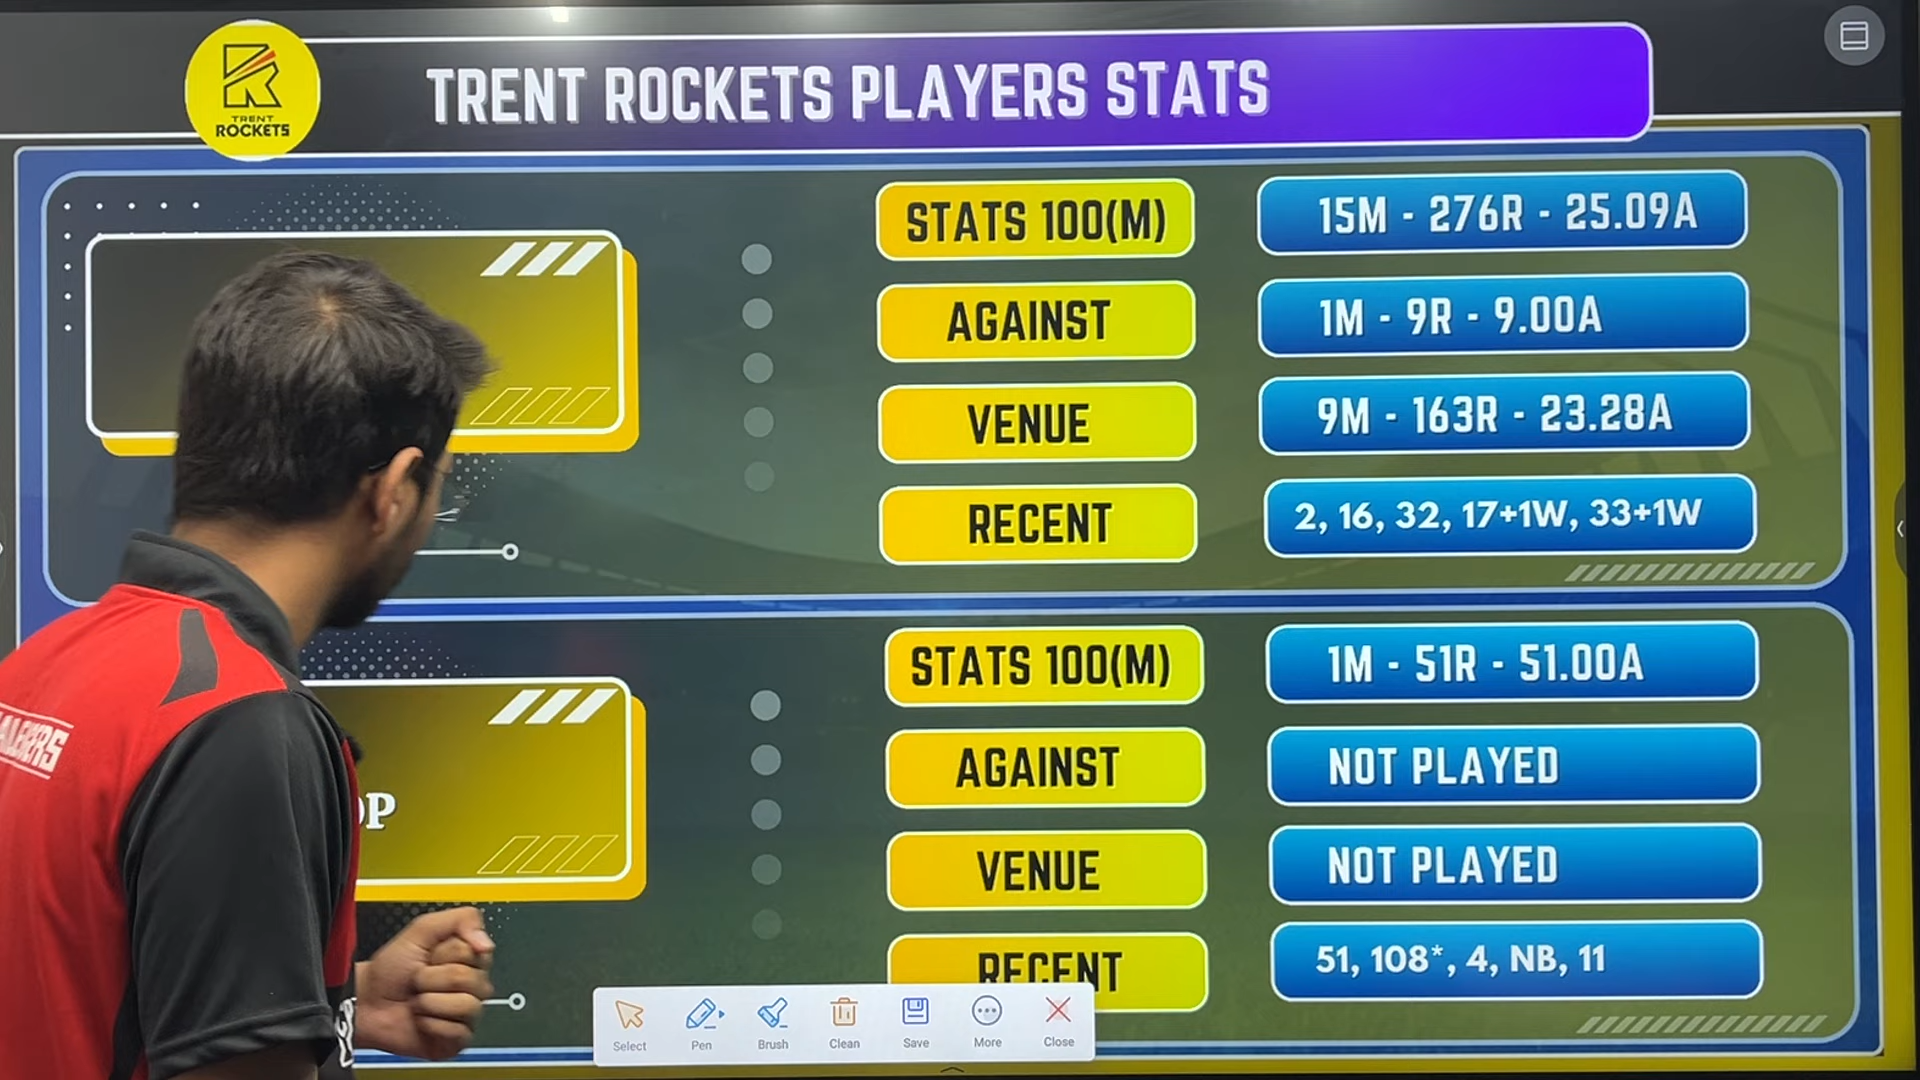 TRENT
ROCKETS
TRENT ROCKETS PLAYERS STATS
STATS 100(M)
15M - 276R - 25.09A
AGAINST
1M - 9R - 9.00A
VENUE
9M - 163R - 23.28A
RECENT
2, 16, 32, 17+1W, 33+1W
STATS 100(M)
1M - 51R - 51.00A
AGAINST
NOT PLAYED
VENUE
NOT PLAYED
RECENT
51, 108*, 4, NB, 11
Select
Pen
Brush
Clean
Save
More
Close